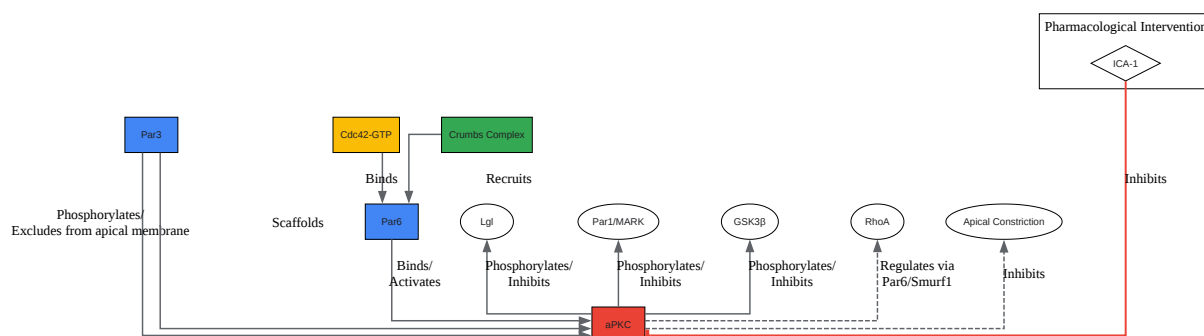 Pharmacological Intervention
ICA-1
Par3
Cdc42-GTP
Crumbs Complex
Binds
Recruits
Inhibits
Phosphorylates/
Excludes from apical membrane
Scaffolds
Par6
Lgl
Par1/MARK
GSK3β
RhoA
Apical Constriction
Binds/
Activates
Phosphorylates/
Inhibits
Phosphorylates/
Inhibits
Phosphorylates/
Inhibits
Regulates via
Par6/Smurf1
Inhibits
aPKC